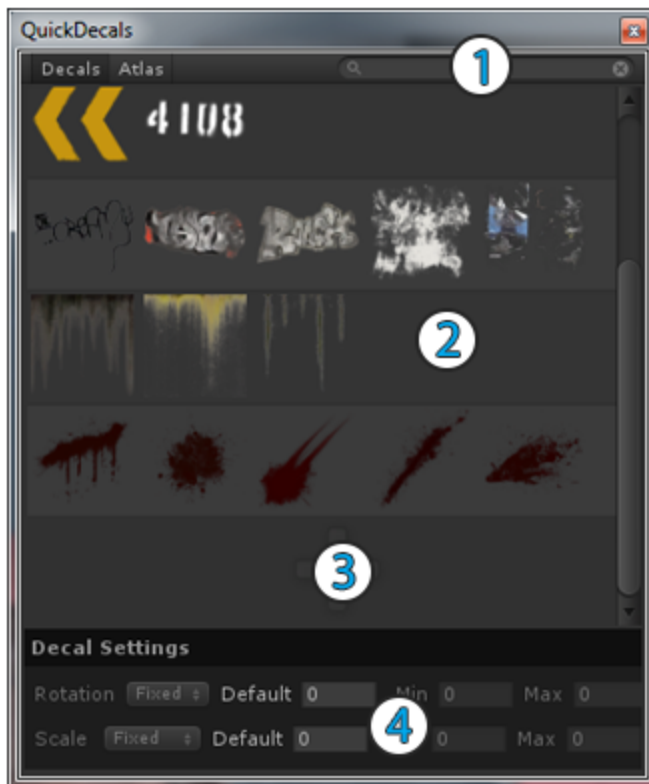 QuickDecals
Decals Atlas
1
4108
2
3
Decal Settings
Rotation Fixed Default 0 Min 0 Max 0
Scale Fixed Default 0 4 0 Max 0